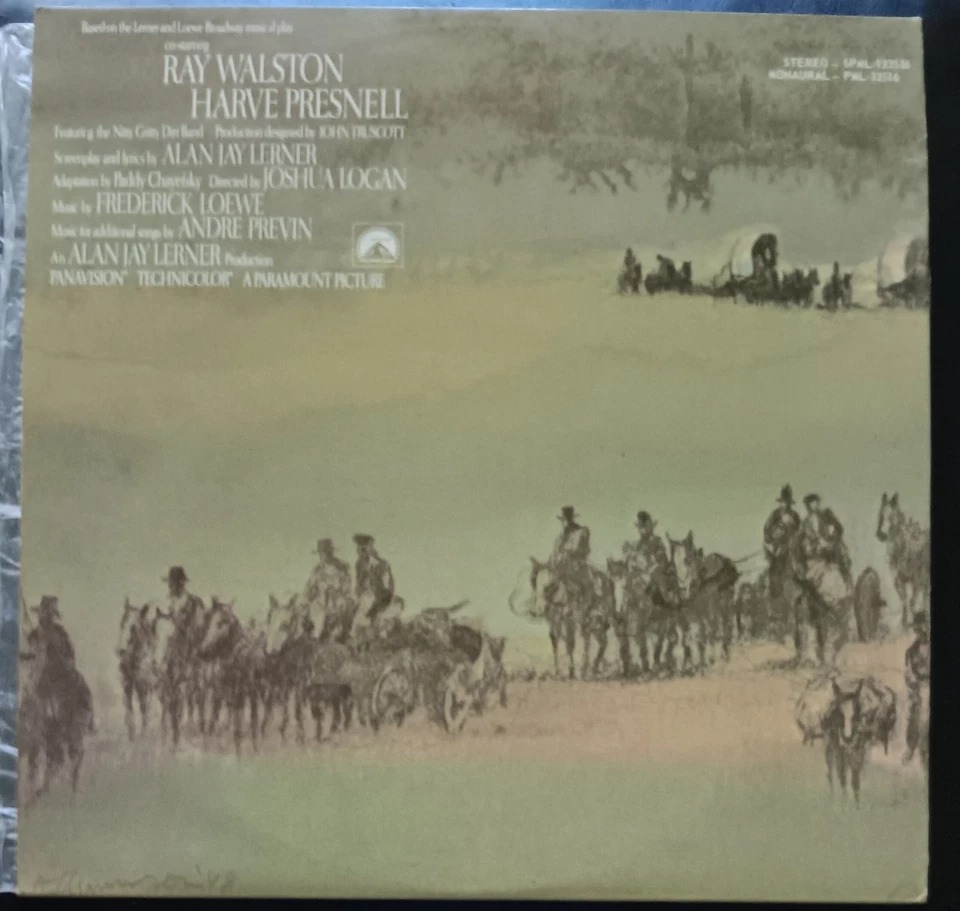 Based on the Lerner and Loewe Broadway musical play
co-starring
RAY WALSTON
HARVE PRESNELL
Featuring the Nitty Gritty Dirt Band Production designed by JOHN TRUSCOTT
Screenplay and lyrics by ALAN JAY LERNER
Adaptation by Paddy Chayefsky Directed by JOSHUA LOGAN
Music by FREDERICK LOEWE
Music for additional songs by ANDRE PREVIN
An ALAN JAY LERNER Production
PANAVISION® TECHNICOLOR® A PARAMOUNT PICTURE
STEREO –
MONAURAL –